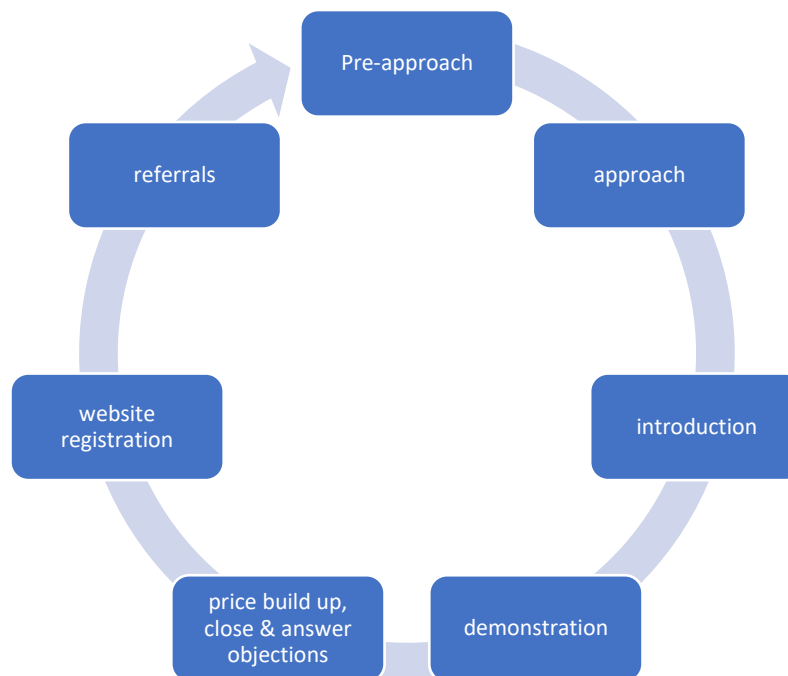 Pre-approach
approach
introduction
demonstration
price build up,
close & answer
objections
website
registration
referrals